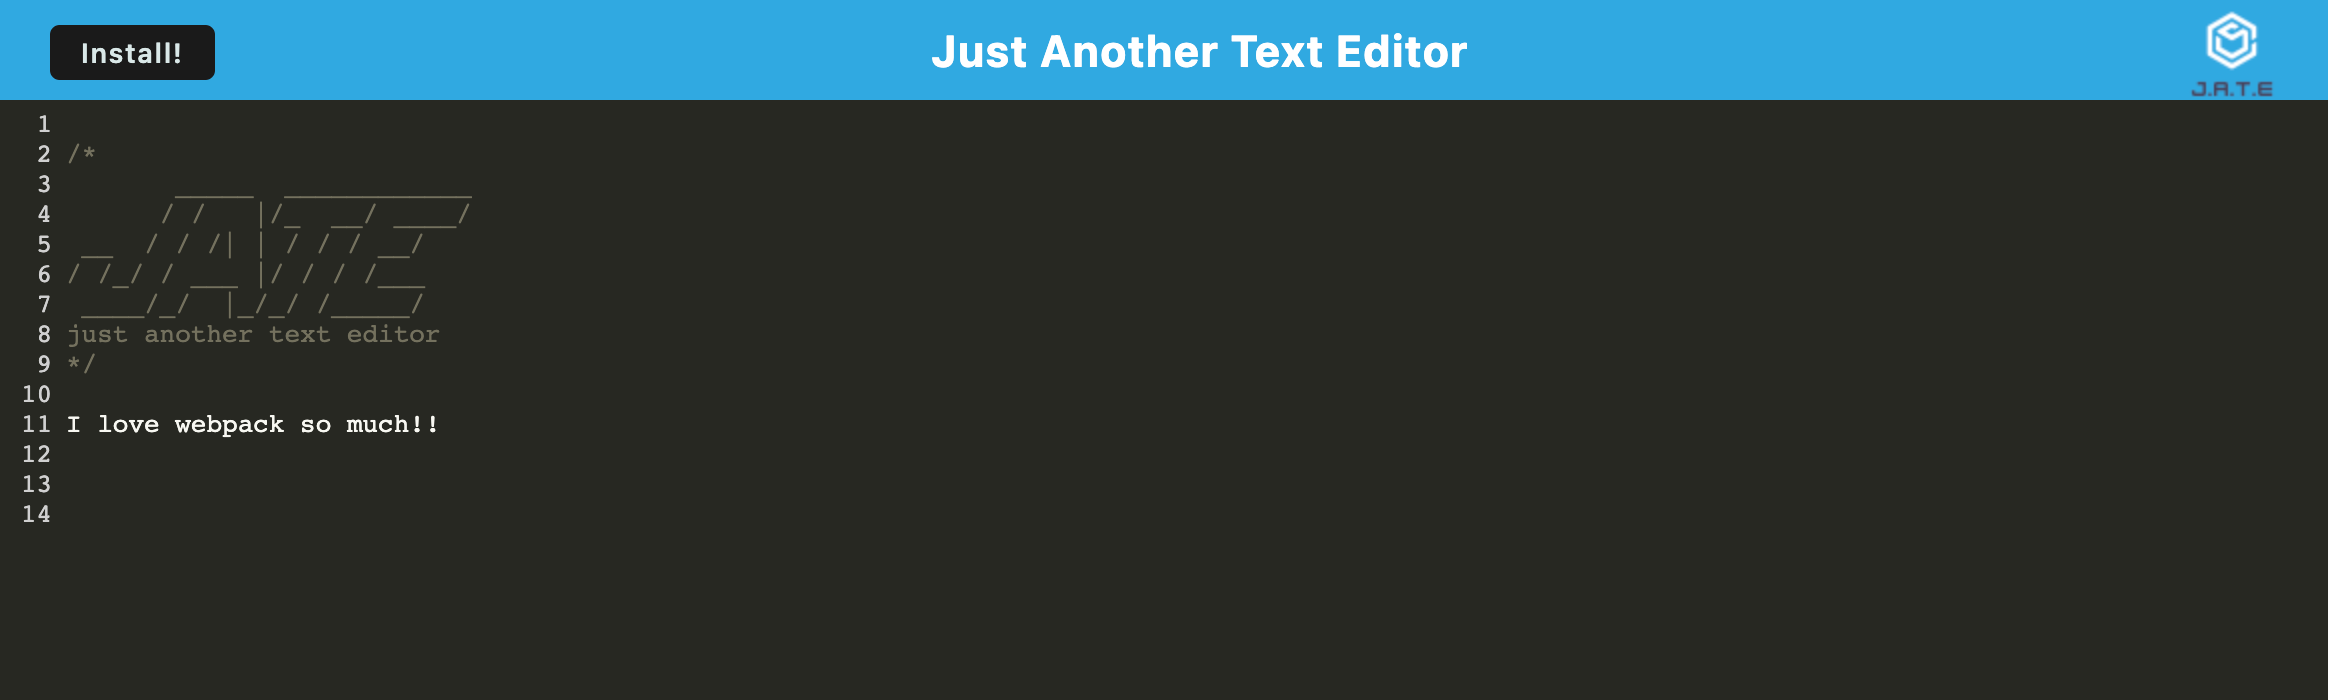 Install!
Just Another Text Editor
J.A.T.E
1
2 /*
3        _____  ____________
4       / /   |/_  __/ ____/
5  __  / / /| | / / / __/
6 / /_/ / ___ |/ / / /___
7  ____/_/  |_/_/ /_____/
8 just another text editor
9 */
10
11 I love webpack so much!!
12
13
14